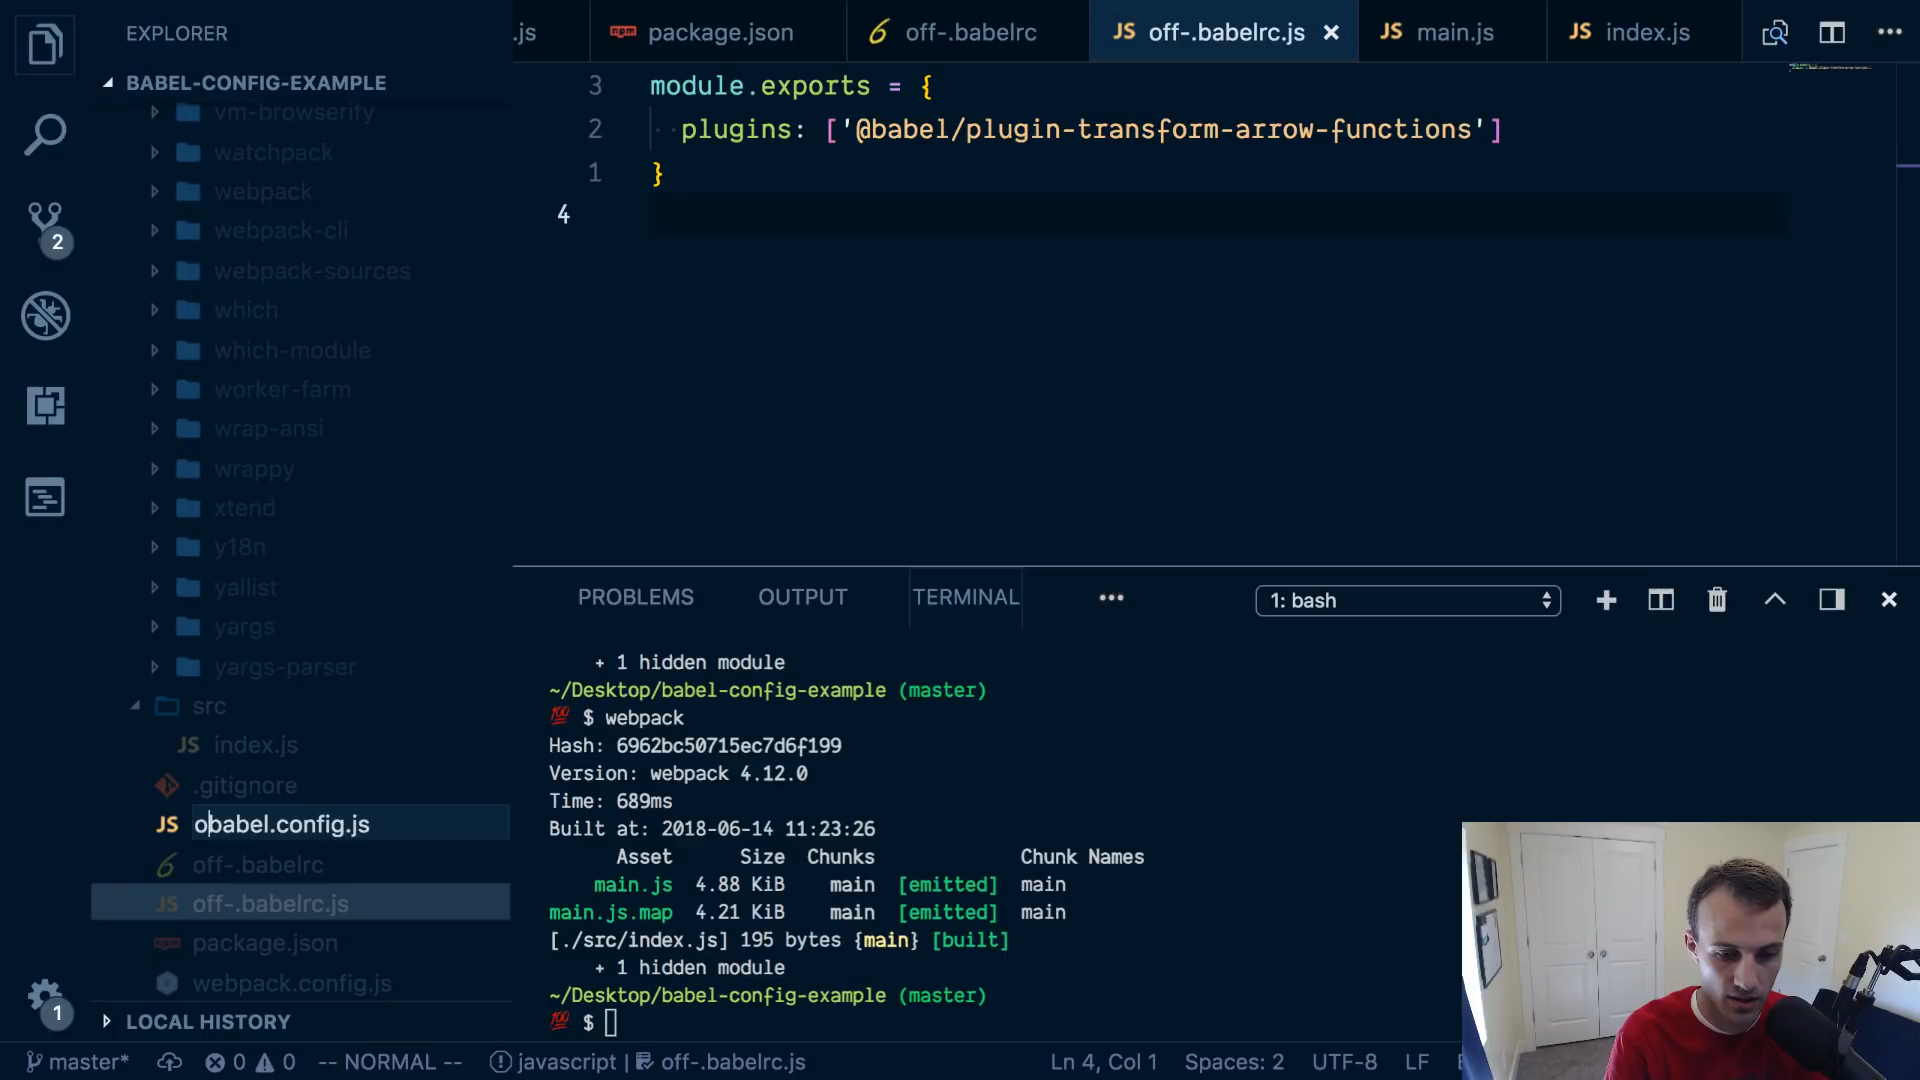 EXPLORER
BABEL-CONFIG-EXAMPLE
vm-browserify
watchpack
webpack
webpack-cli
webpack-sources
which
which-module
worker-farm
wrap-ansi
wrappy
xtend
y18n
yallist
yargs
yargs-parser
src
JS index.js
.gitignore
JS obabel.config.js
6 off-.babelrc
JS off-.babelrc.js
package.json
webpack.config.js
LOCAL HISTORY
2
1
.js
npm package.json
6 off-.babelrc
JS off-.babelrc.js
JS main.js
JS index.js
3 module.exports = {
2 plugins: ['@babel/plugin-transform-arrow-functions']
1 }
4
PROBLEMS OUTPUT TERMINAL 1: bash
+ 1 hidden module
~/Desktop/babel-config-example (master)
💯 $ webpack
Hash: 6962bc50715ec7d6f199
Version: webpack 4.12.0
Time: 689ms
Built at: 2018-06-14 11:23:26
Asset Size Chunks Chunk Names
main.js 4.88 KiB main [emitted] main
main.js.map 4.21 KiB main [emitted] main
[./src/index.js] 195 bytes {main} [built]
+ 1 hidden module
~/Desktop/babel-config-example (master)
💯 $
master* 0 0 -- NORMAL -- javascript | off-.babelrc.js Ln 4, Col 1 Spaces: 2 UTF-8 LF